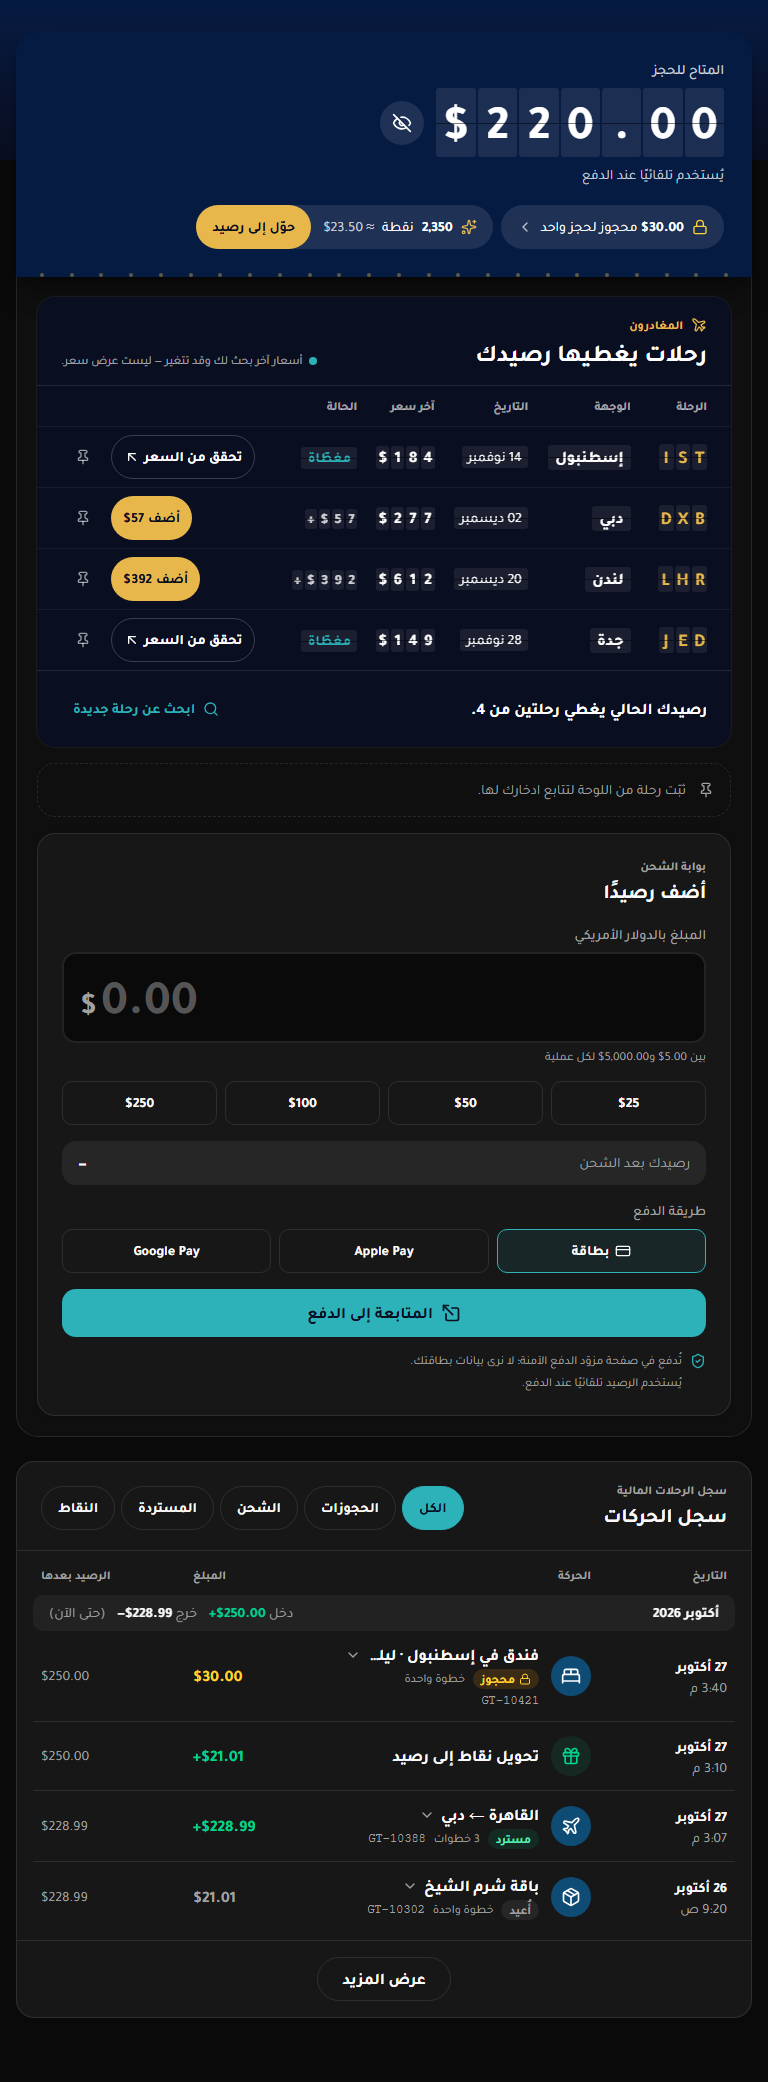 المتاح للحجز
$220.00
يُستخدم تلقائيًا عند الدفع
$30.00 محجوز لحجز واحد
2,350 نقطة ≈ $23.50
حوّل إلى رصيد
المغادرون
رحلات يغطيها رصيدك
أسعار آخر بحث لك وقد تتغير – ليست عرض سعر.
الرحلة الوجهة التاريخ آخر سعر الحالة
IST إسطنبول 14 نوفمبر $184 مغطّاة تحقق من السعر
DXB دبي 02 ديسمبر $277 +$57 أضف $57
LHR لندن 20 ديسمبر $612 +$392 أضف $392
JED جدة 28 نوفمبر $149 مغطّاة تحقق من السعر
رصيدك الحالي يغطي رحلتين من 4.
ابحث عن رحلة جديدة
ثبّت رحلة من اللوحة لتتابع ادخارك لها.
بوابة الشحن
أضف رصيدًا
المبلغ بالدولار الأمريكي
$ 0.00
بين $5.00 و$5,000.00 لكل عملية
$25 $50 $100 $250
رصيدك بعد الشحن –
طريقة الدفع
بطاقة Apple Pay Google Pay
المتابعة إلى الدفع
تُدفع في صفحة مزوّد الدفع الآمنة؛ لا نرى بيانات بطاقتك.
يُستخدم الرصيد تلقائيًا عند الدفع.
سجل الرحلات المالية
سجل الحركات
الكل الحجوزات الشحن المستردة النقاط
التاريخ الحركة المبلغ الرصيد بعدها
أكتوبر 2026 دخل +$250.00 خرج –$228.99 (حتى الآن)
27 أكتوبر فندق في إسطنبول · ليلـ… $30.00 $250.00
3:40 م محجوز خطوة واحدة
GT-10421
27 أكتوبر تحويل نقاط إلى رصيد +$21.01 $250.00
3:10 م
27 أكتوبر القاهرة ← دبي +$228.99 $228.99
3:07 م مسترد 3 خطوات GT-10388
26 أكتوبر باقة شرم الشيخ $21.01 $228.99
9:20 ص أُعيد خطوة واحدة GT-10302
عرض المزيد